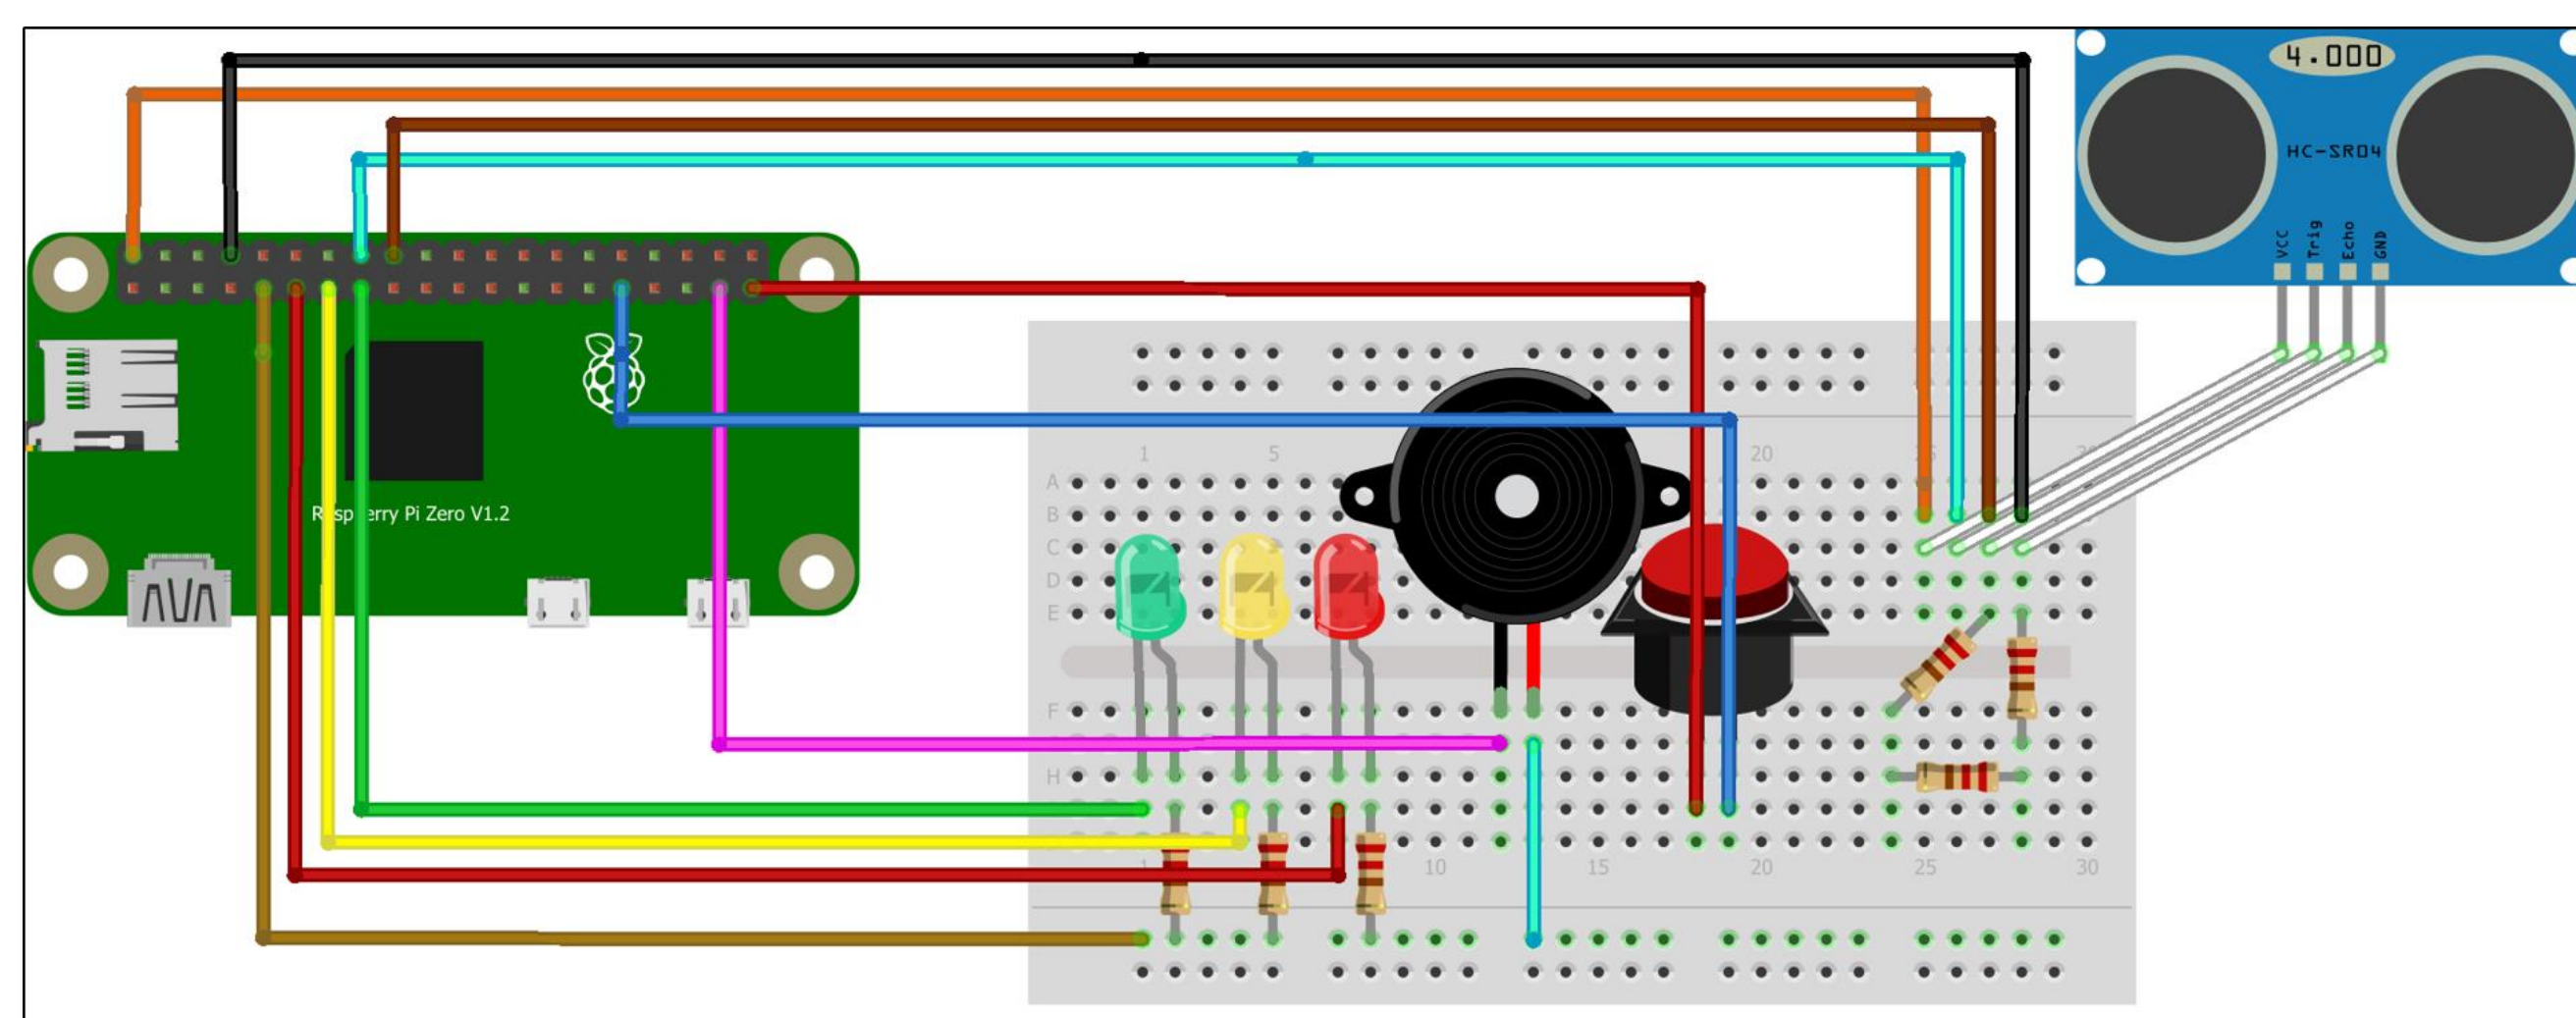 4.000
HC-SR04
VCC
Trig
Echo
GND
1 5 20
A
B
C
Raspberry Pi Zero V1.2
D
E
F
H
1 10 15 20 25 30